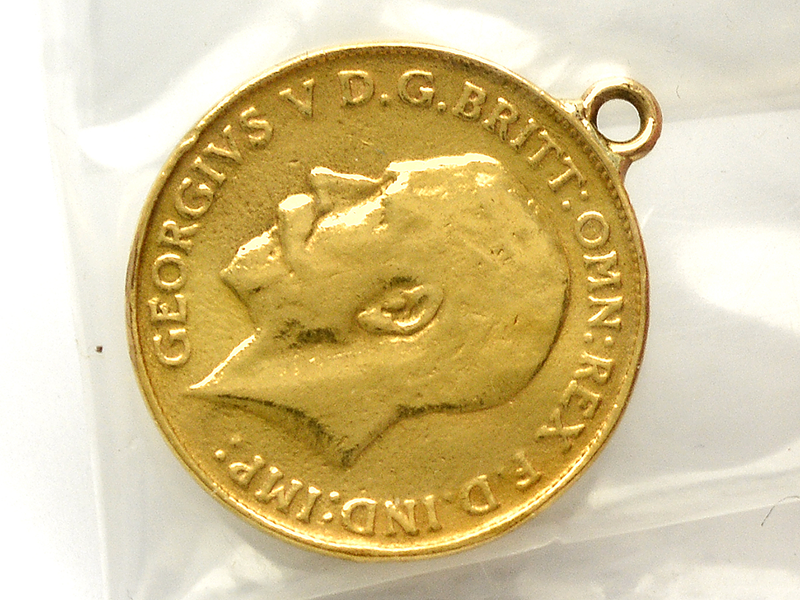 GEORGIVS V D.G.BRITT:OMN:REX F.D.IND:IMP.